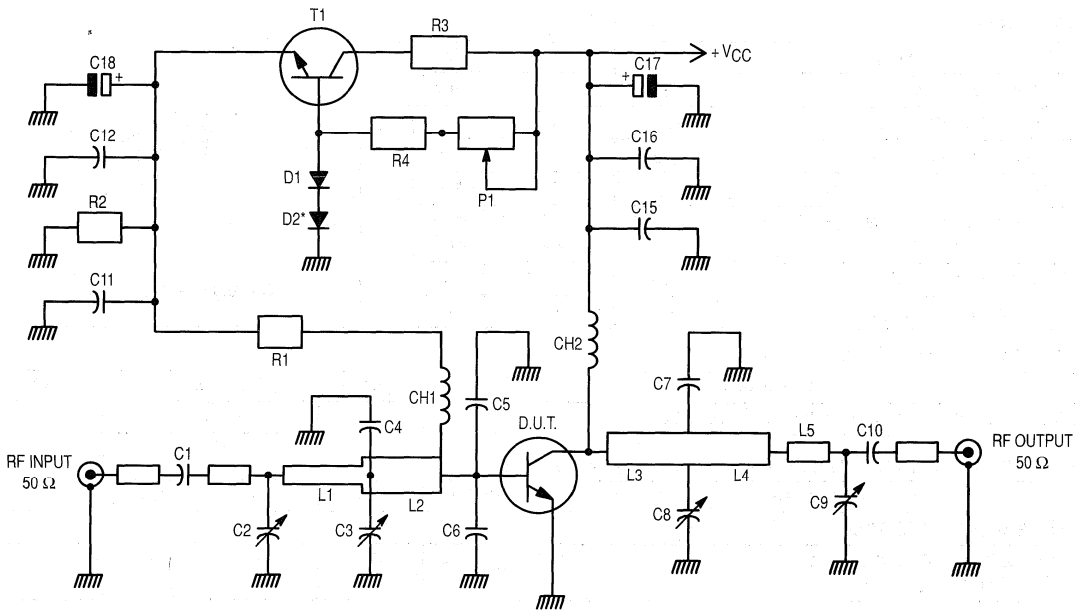 T1
R3
+ VCC
C18
+
+
C17
C12
R4
P1
C16
D1
D2*
R2
C15
C11
R1
CH1
CH2
C4
C5
C7
D.U.T.
RF INPUT
50 Ω
C1
L1
L2
L3
L4
L5
C10
RF OUTPUT
50 Ω
C2
C3
C6
C8
C9